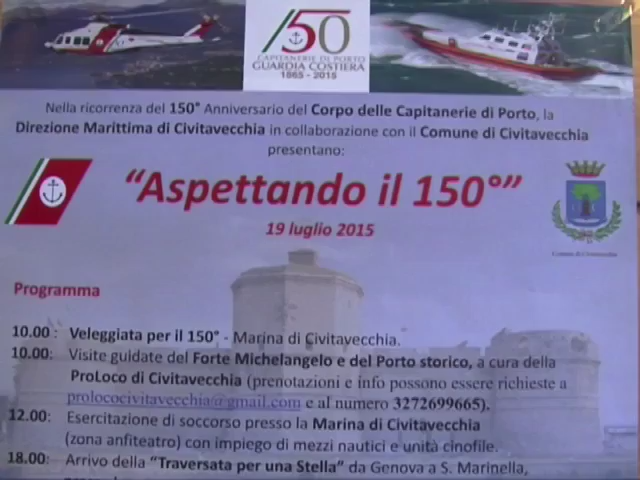 150
CAPITANERIE DI PORTO
GUARDIA COSTIERA
1865 - 2015
Nella ricorrenza del 150° Anniversario del Corpo delle Capitanerie di Porto, la
Direzione Marittima di Civitavecchia in collaborazione con il Comune di Civitavecchia
presentano:
"Aspettando il 150°"
19 luglio 2015
Comune di Civitavecchia
Programma
10.00 : Veleggiata per il 150° - Marina di Civitavecchia.
10.00: Visite guidate del Forte Michelangelo e del Porto storico, a cura della
ProLoco di Civitavecchia (prenotazioni e info possono essere richieste a
prolococivitavecchia@gmail.com e al numero 3272699665).
12.00 : Esercitazione di soccorso presso la Marina di Civitavecchia
(zona anfiteatro) con impiego di mezzi nautici e unità cinofile.
18.00: Arrivo della "Traversata per una Stella" da Genova a S. Marinella,